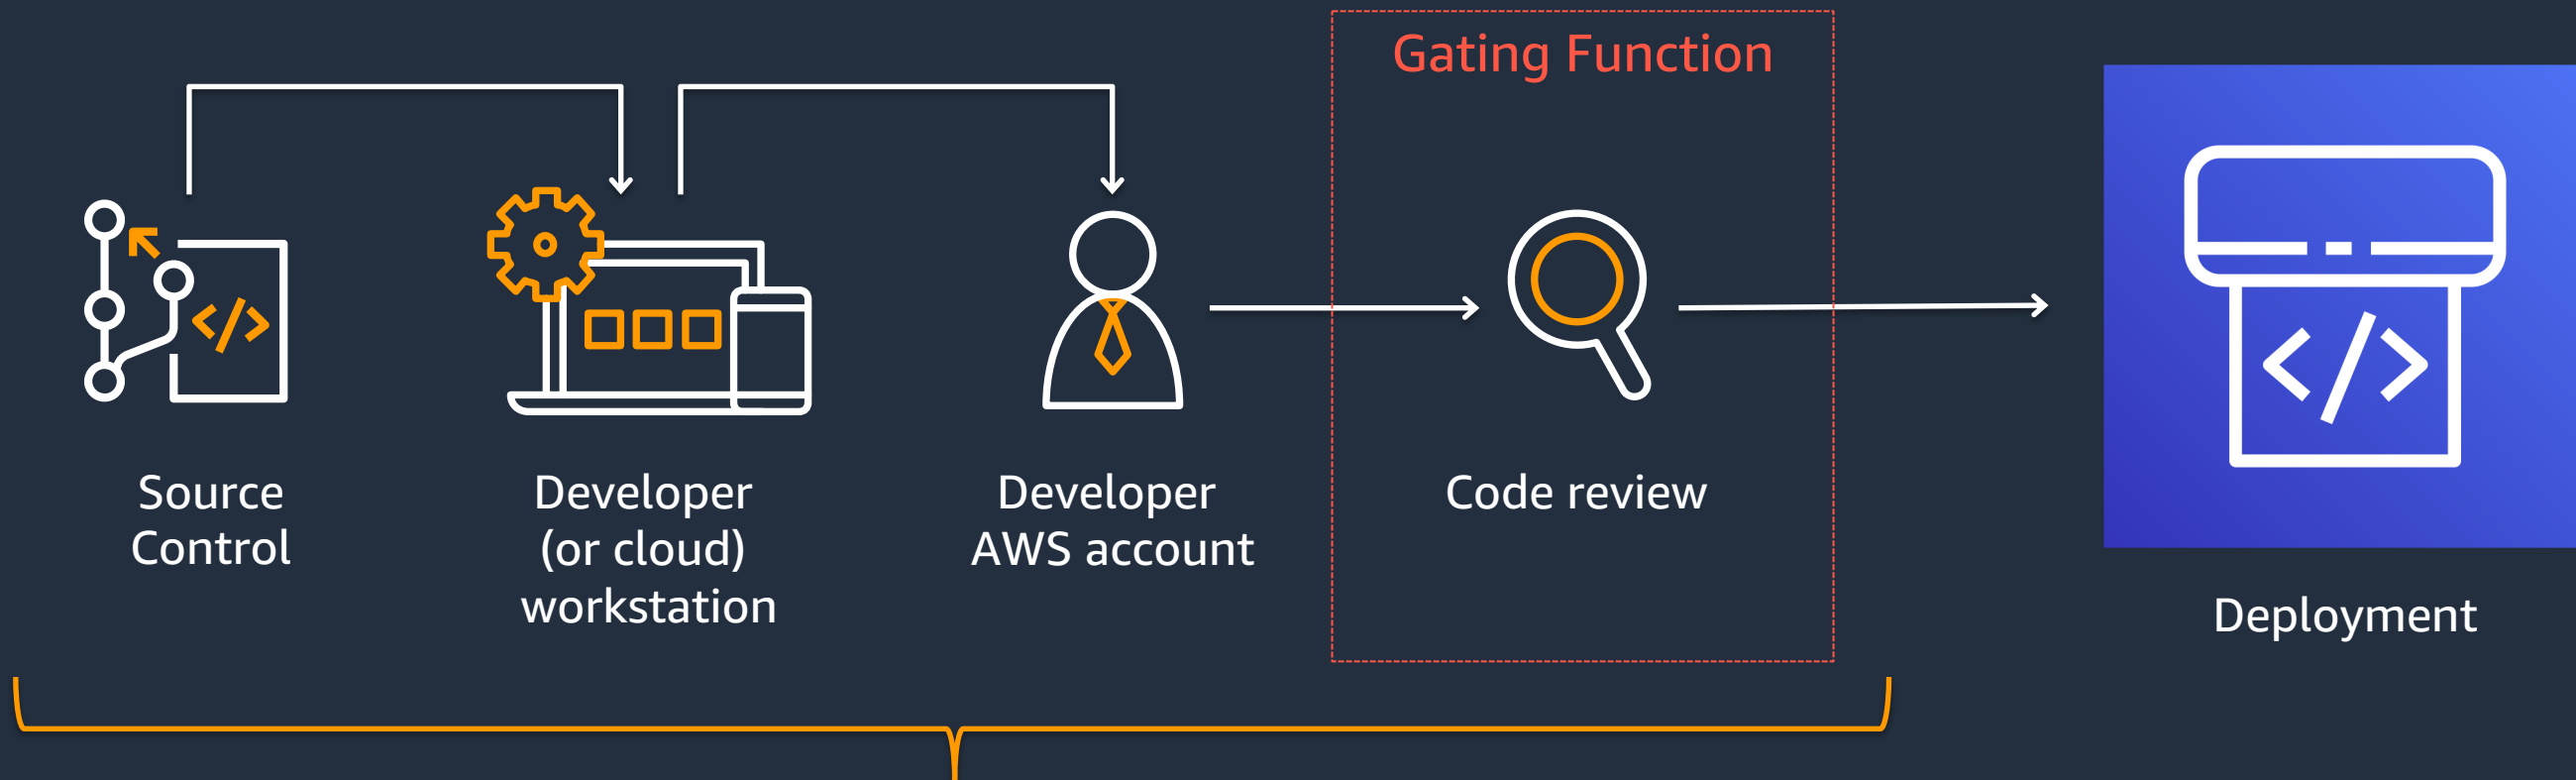 Gating Function
Source
Control
Developer
(or cloud)
workstation
Developer
AWS account
Code review
Deployment